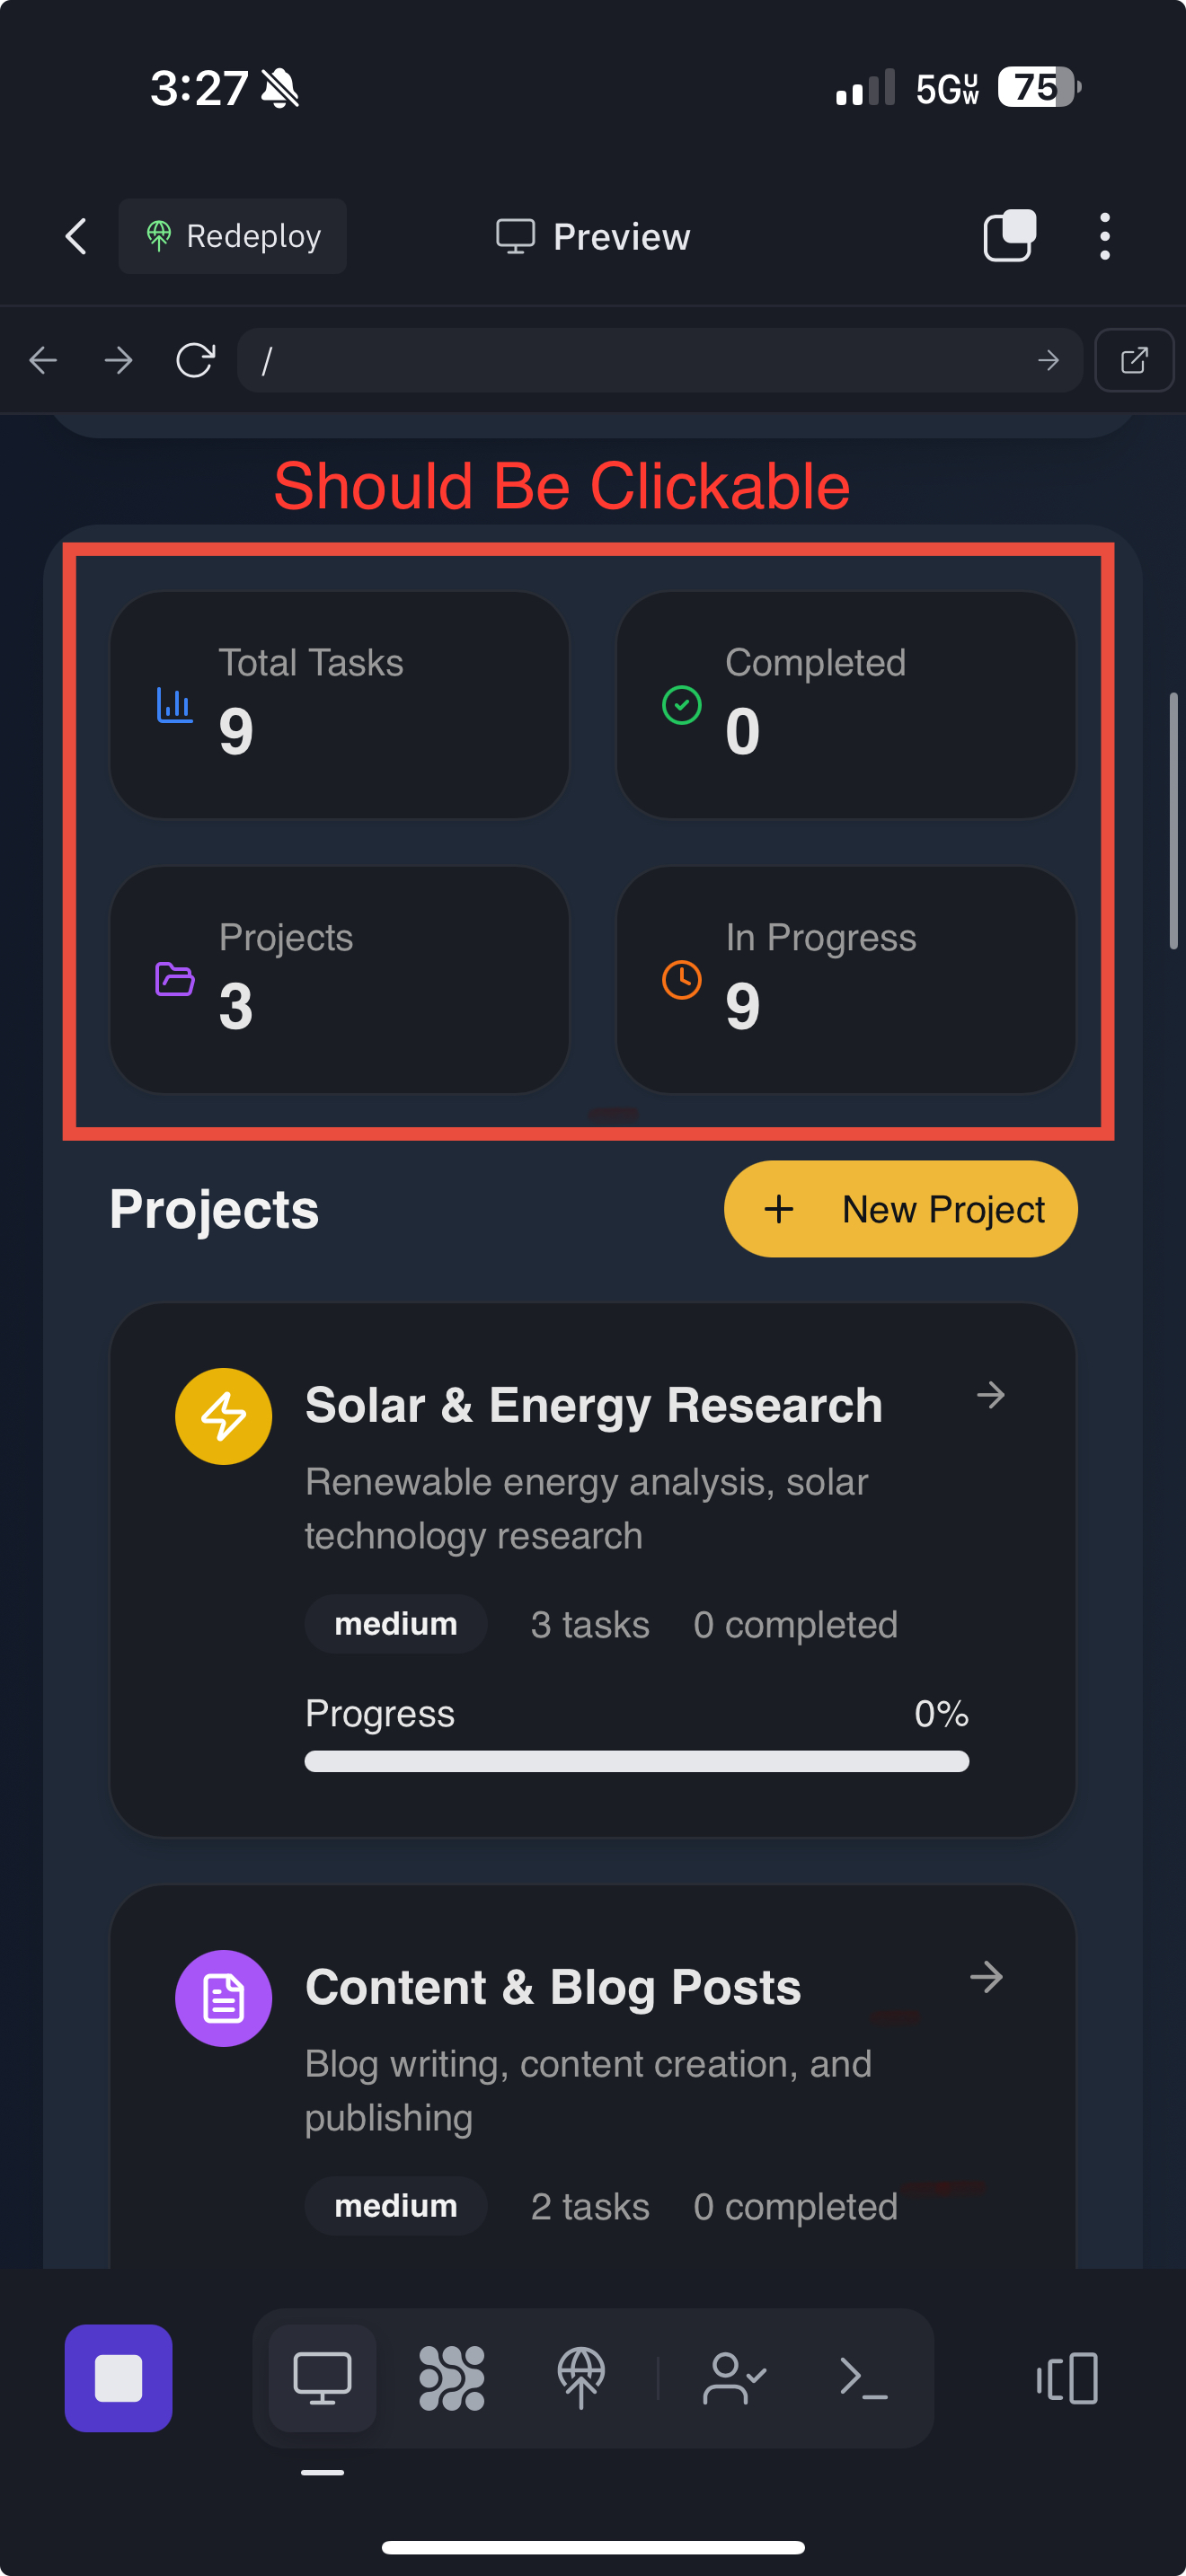 3:27
5GUW
75
Redeploy
Preview
/
Should Be Clickable
Total Tasks
9
Completed
0
Projects
3
In Progress
9
Projects
+ New Project
Solar & Energy Research
Renewable energy analysis, solar
technology research
medium 3 tasks 0 completed
Progress 0%
Content & Blog Posts
Blog writing, content creation, and
publishing
medium 2 tasks 0 completed